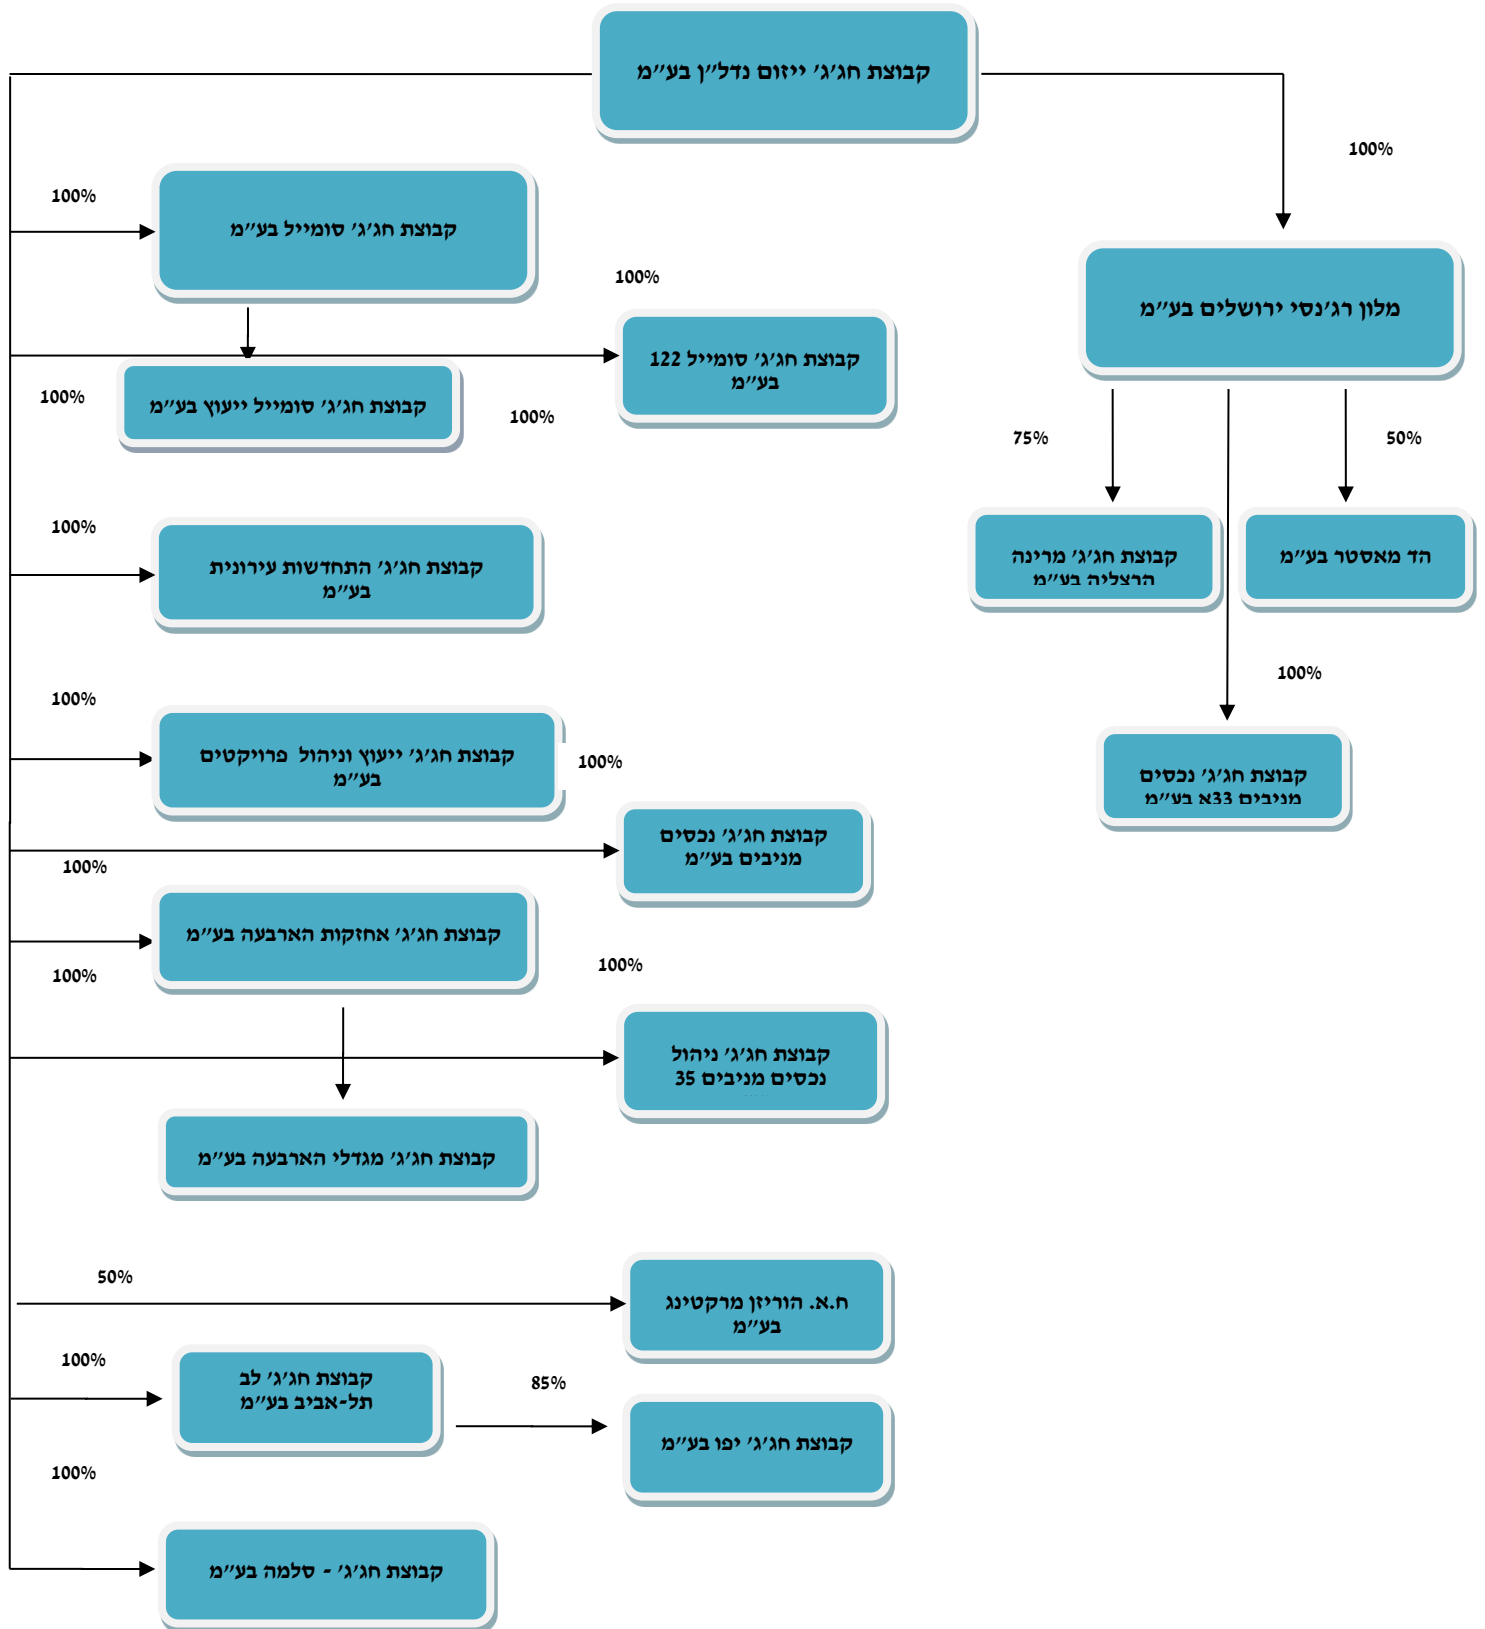 קבוצת חג'ג' ייזום נדל"ן בע"מ
100%
100%
קבוצת חג'ג' סומייל בע"מ
100%
מלון רג'נסי ירושלים בע"מ
קבוצת חג'ג' סומייל 122
בע"מ
100%
קבוצת חג'ג' סומייל ייעוץ בע"מ
100%
75%
50%
100%
קבוצת חג'ג' התחדשות עירונית
בע"מ
קבוצת חג'ג' מרינה
הרצליה בע"מ
הד מאסטר בע"מ
100%
100%
קבוצת חג'ג' ייעוץ וניהול פרויקטים
בע"מ
100%
קבוצת חג'ג' נכסים
מניבים 33א בע"מ
קבוצת חג'ג' נכסים
מניבים בע"מ
100%
קבוצת חג'ג' אחזקות הארבעה בע"מ
100%
100%
קבוצת חג'ג' ניהול
נכסים מניבים 35
קבוצת חג'ג' מגדלי הארבעה בע"מ
50%
ח.א. הוריזן מרקטינג
בע"מ
100%
קבוצת חג'ג' לב
תל-אביב בע"מ
85%
קבוצת חג'ג' יפו בע"מ
100%
קבוצת חג'ג' - סלמה בע"מ